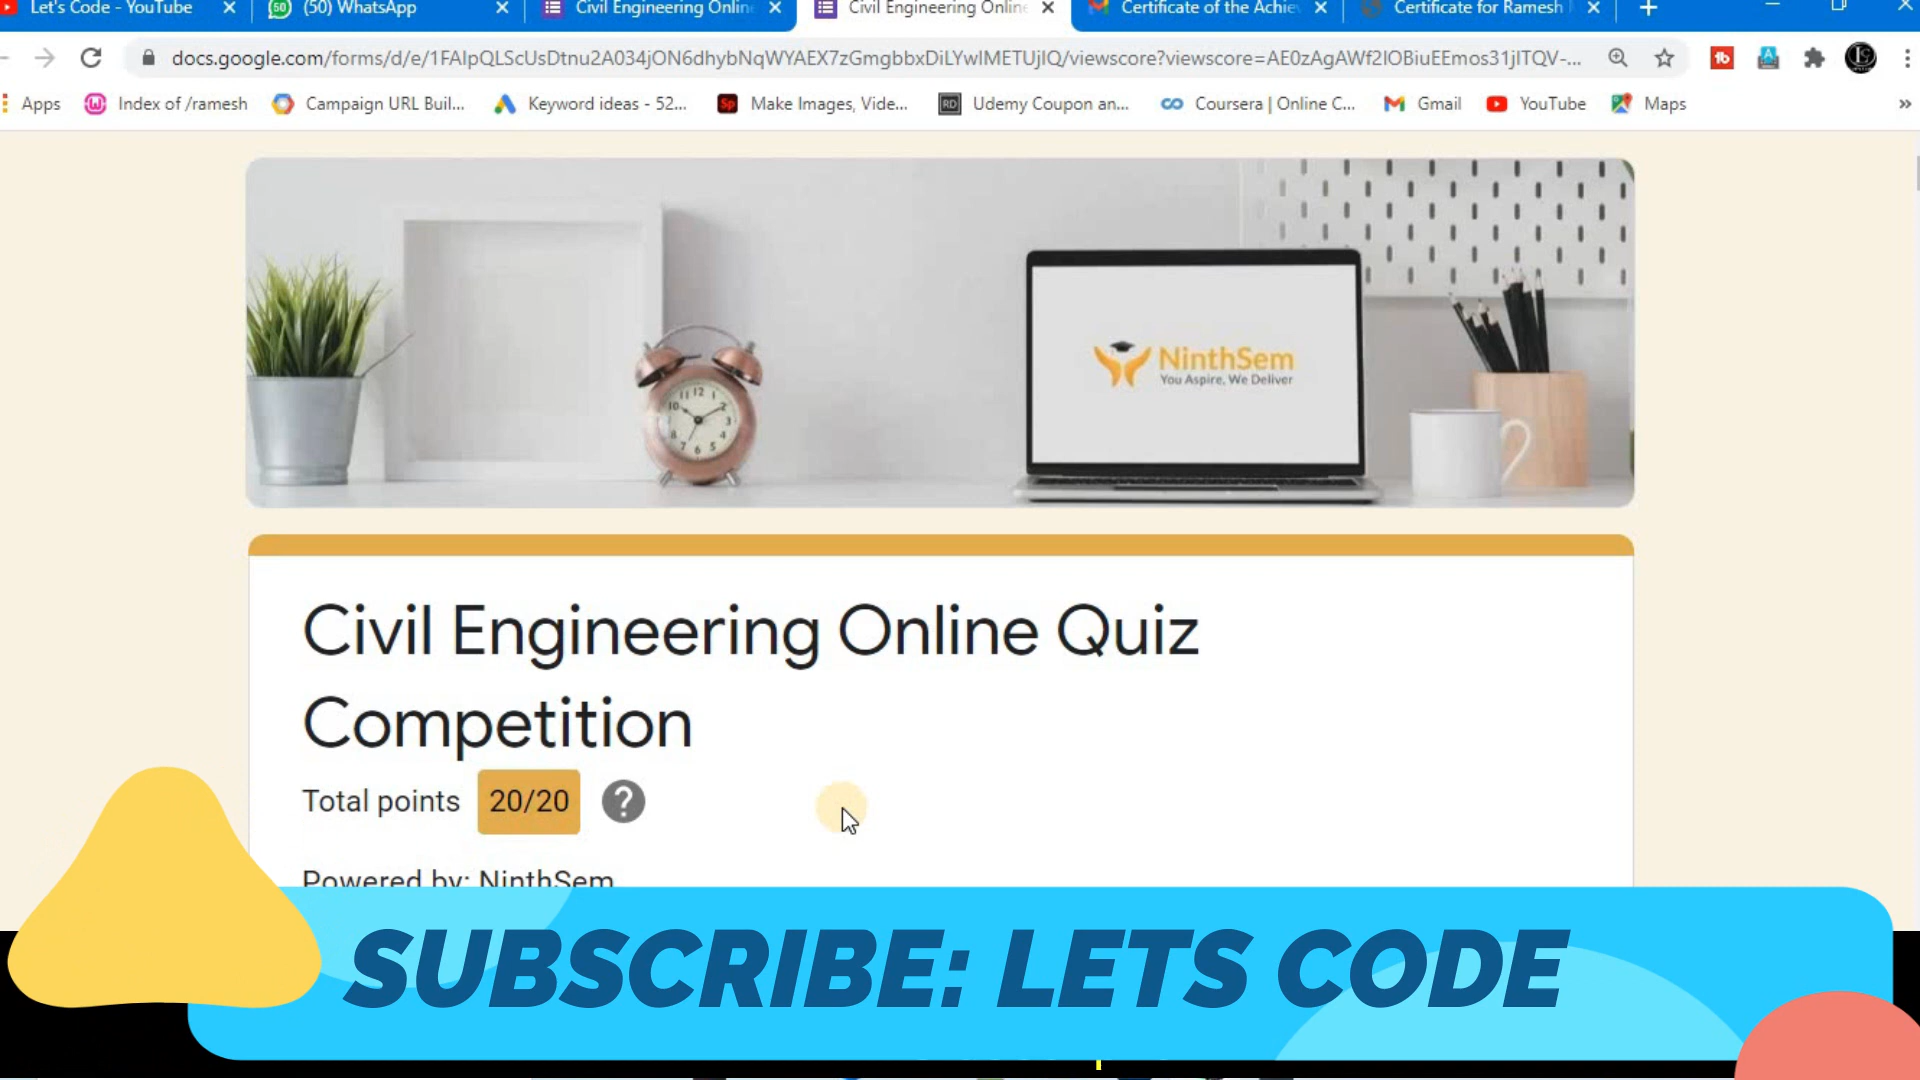 Let's Code - YouTube
(50) WhatsApp
Civil Engineering Onlin
Civil Engineering Onlin
Certificate of the Achie
Certificate for Ramesh
docs.google.com/forms/d/e/1FAIpQLScUsDtnu2A034jON6dhybNqWYAEX7zGmgbbxDiLYwIMETUjIQ/viewscore?viewscore=AE0zAgAWf2IOBiuEEmos31jITQV-...
Apps
Index of /ramesh
Campaign URL Buil...
Keyword ideas - 52...
Make Images, Vide...
Udemy Coupon an...
Coursera | Online C...
Gmail
YouTube
Maps
NinthSem
You Aspire, We Deliver
Civil Engineering Online Quiz
Competition
Total points 20/20
Powered by: NinthSem
SUBSCRIBE: LETS CODE